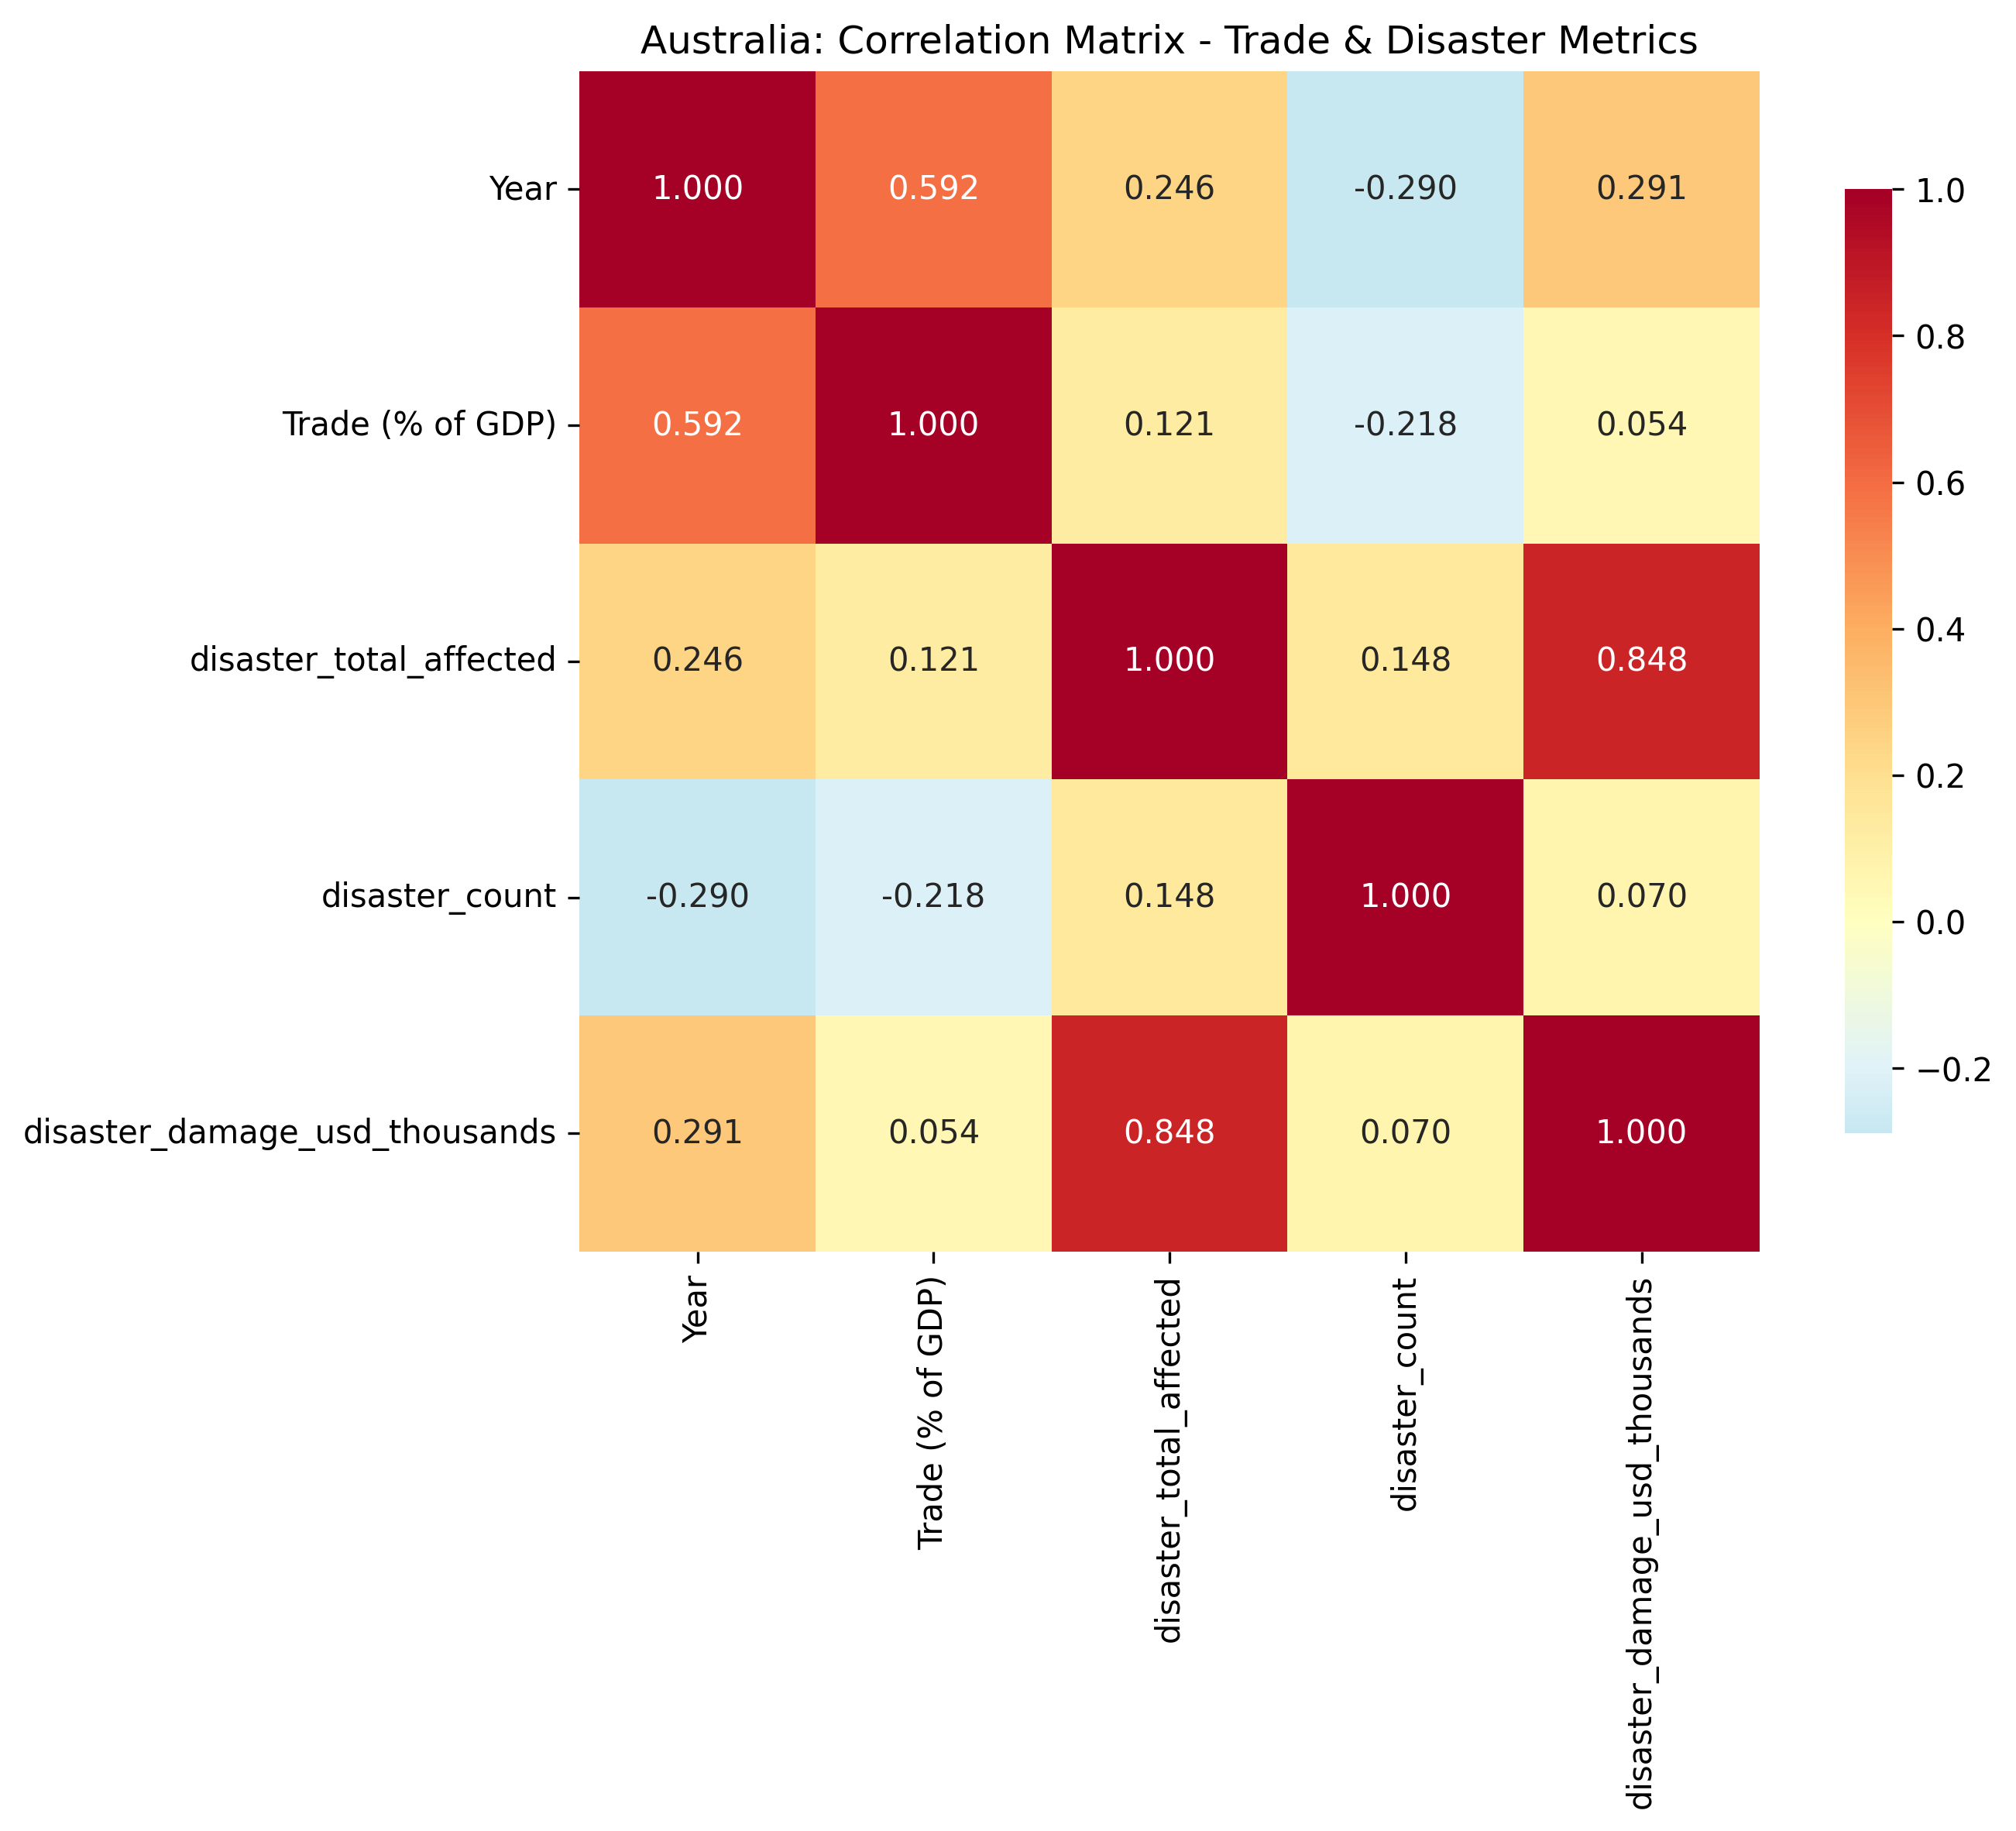 Australia: Correlation Matrix - Trade & Disaster Metrics
Year
1.000 0.592 0.246 -0.290 0.291
Trade (% of GDP)
0.592 1.000 0.121 -0.218 0.054
disaster_total_affected
0.246 0.121 1.000 0.148 0.848
disaster_count
-0.290 -0.218 0.148 1.000 0.070
disaster_damage_usd_thousands
0.291 0.054 0.848 0.070 1.000
Year
Trade (% of GDP)
disaster_total_affected
disaster_count
disaster_damage_usd_thousands
1.0
0.8
0.6
0.4
0.2
0.0
−0.2